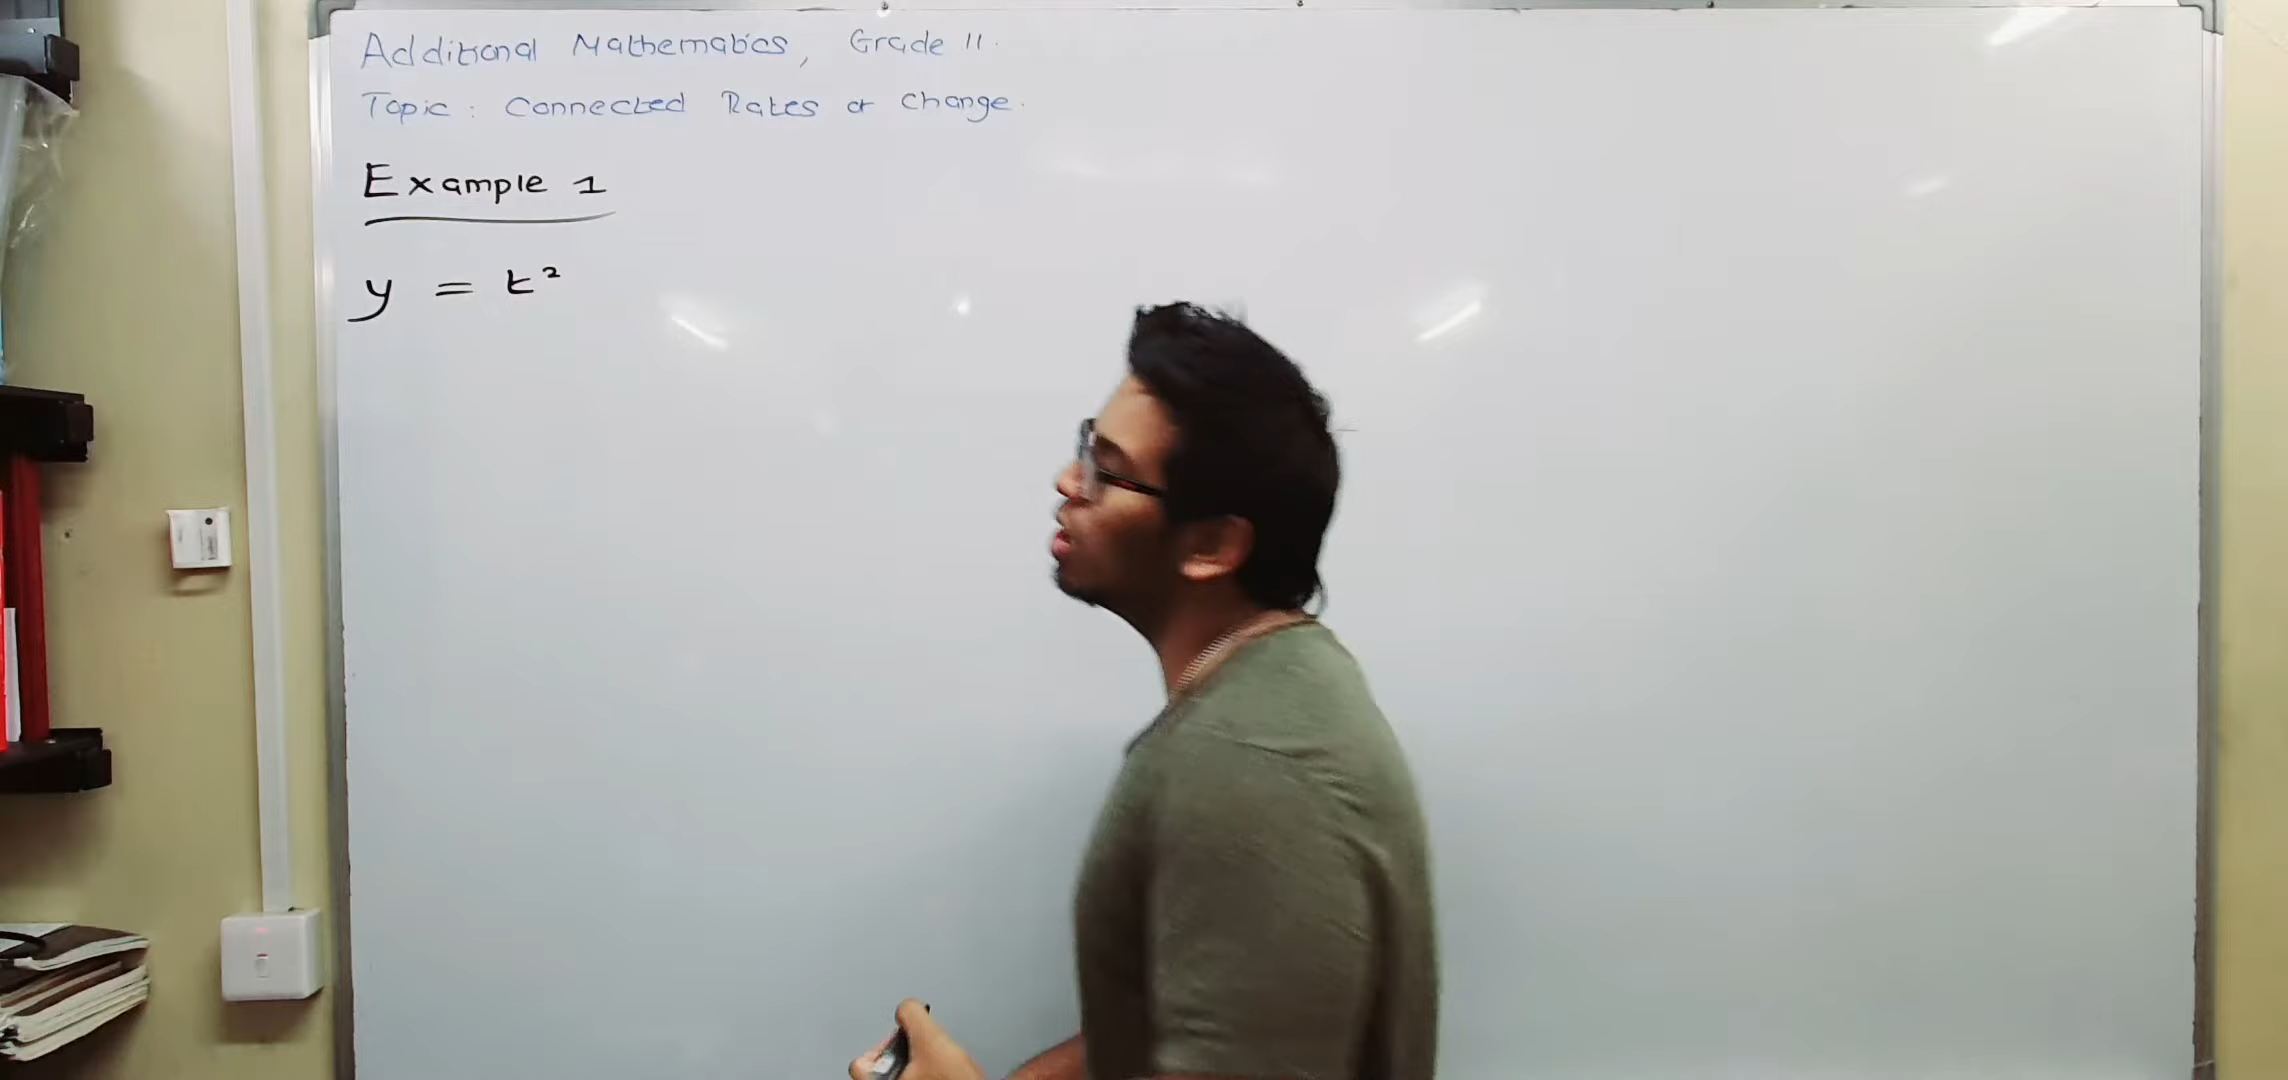 Additional Mathematics, Grade 11.
Topic : Connected Rates of Change.
Example 1
y = t²